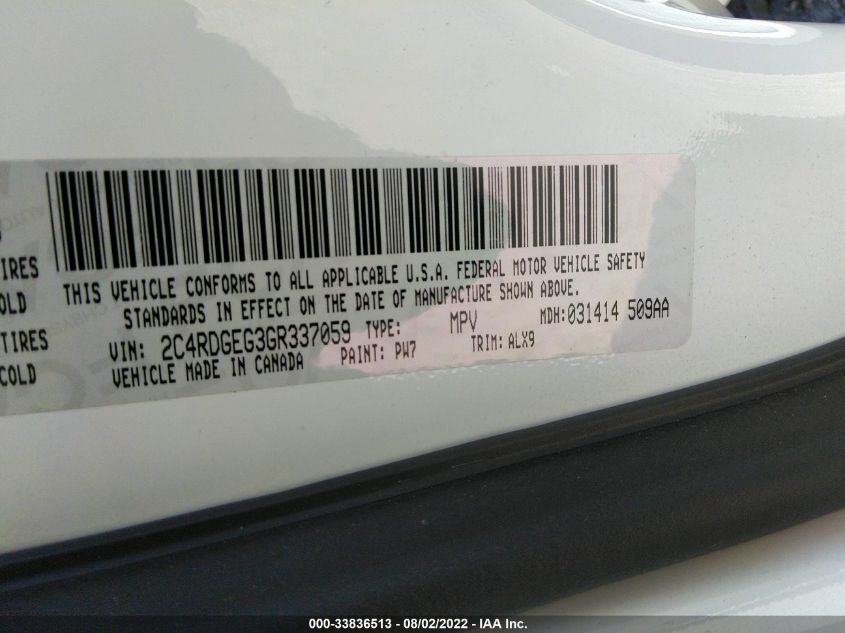 IRES
OLD
TIRES
COLD
THIS VEHICLE CONFORMS TO ALL APPLICABLE U.S.A. FEDERAL MOTOR VEHICLE SAFETY
STANDARDS IN EFFECT ON THE DATE OF MANUFACTURE SHOWN ABOVE.
VIN: 2C4RDGEG3GR337059 TYPE: MPV MDH: 031414 509AA
VEHICLE MADE IN CANADA PAINT: PW7 TRIM: ALX9
000-33836513 - 08/02/2022 - IAA Inc.